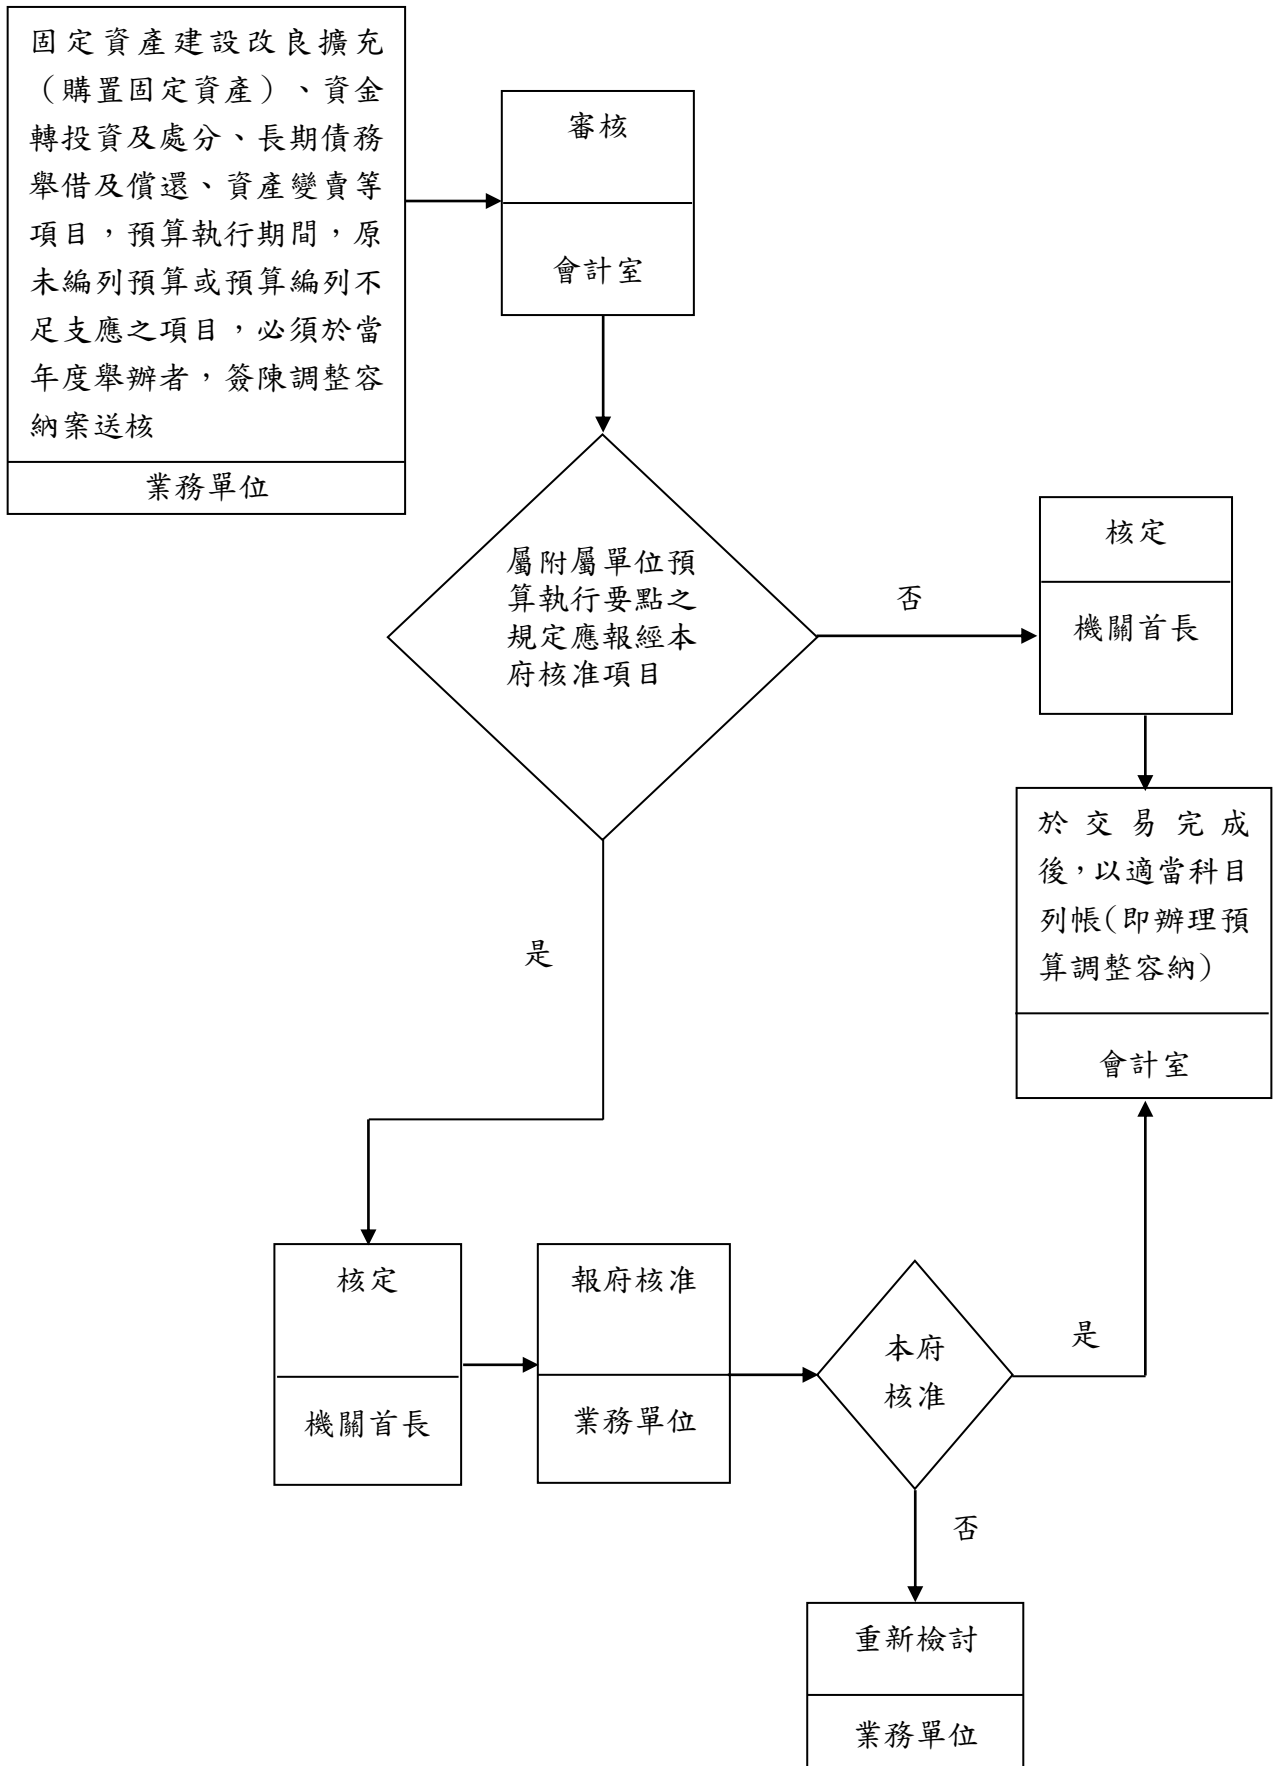 固定資產建設改良擴充
（購置固定資產）、資金
轉投資及處分、長期債務
舉借及償還、資產變賣等
項目，預算執行期間，原
未編列預算或預算編列不
足支應之項目，必須於當
年度舉辦者，簽陳調整容
納案送核
業務單位
審核
會計室
屬附屬單位預
算執行要點之
規定應報經本
府核准項目
否
核定
機關首長
於交易完成
後，以適當科目
列帳(即辦理預
算調整容納)
會計室
是
核定
機關首長
報府核准
業務單位
本府
核准
是
否
重新檢討
業務單位